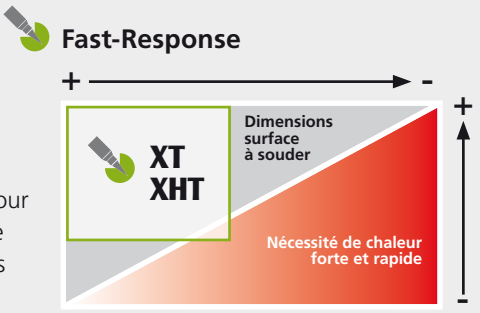 Fast-Response
+ -
Dimensions
surface
à souder
+
XT
XHT
Nécessité de chaleur
forte et rapide
-